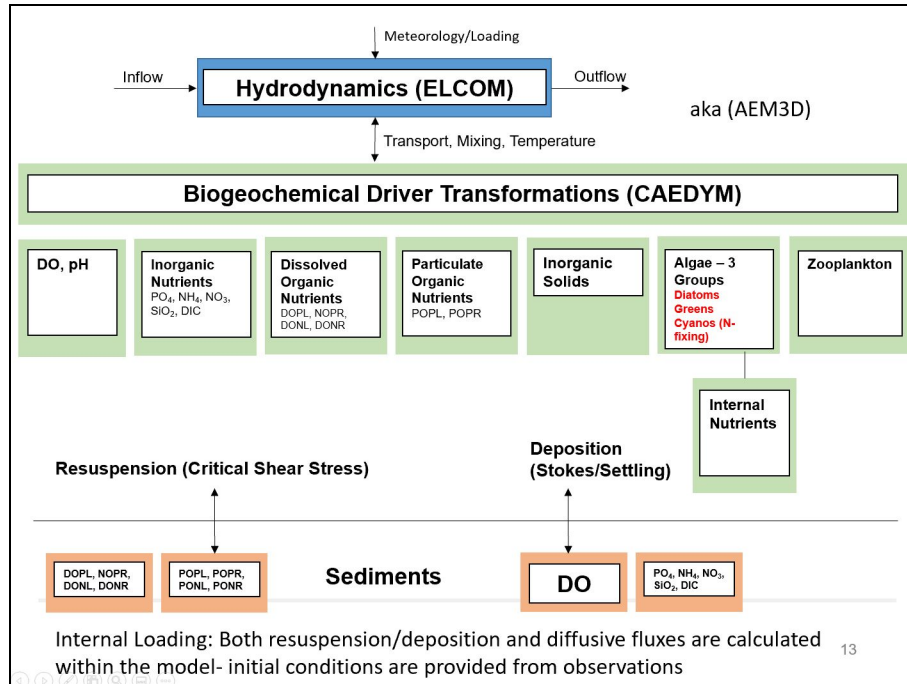 Meteorology/Loading
Inflow
Hydrodynamics (ELCOM)
Outflow
aka (AEM3D)
Transport, Mixing, Temperature
Biogeochemical Driver Transformations (CAEDYM)
DO, pH
Inorganic
Nutrients
PO₄, NH₄, NO₃,
SiO₂, DIC
Dissolved
Organic
Nutrients
DOPL, NOPR,
DONL, DONR
Particulate
Organic
Nutrients
POPL, POPR
Inorganic
Solids
Algae – 3
Groups
Diatoms
Greens
Cyanos (N-
fixing)
Zooplankton
Internal
Nutrients
Resuspension (Critical Shear Stress)
Deposition
(Stokes/Settling)
DOPL, NOPR,
DONL, DONR
POPL, POPR,
PONL, PONR
Sediments
DO
PO₄, NH₄, NO₃,
SiO₂, DIC
Internal Loading: Both resuspension/deposition and diffusive fluxes are calculated
within the model- initial conditions are provided from observations
13